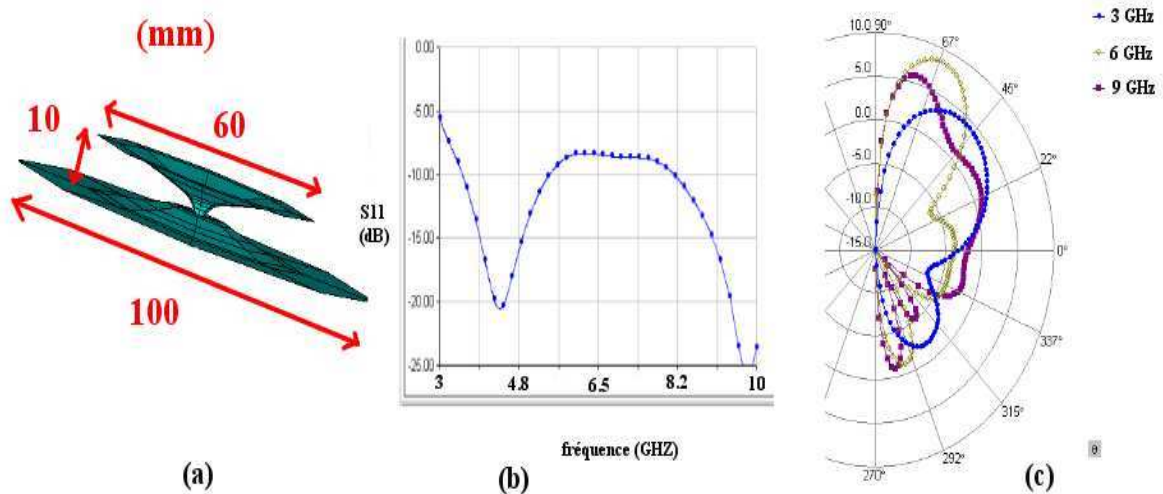 (mm)
10
60
100
(a)
0.00
-5.00
-10.00
-15.00
-20.00
-25.00
S11
(dB)
3
4.8
6.5
8.2
10
fréquence (GHZ)
(b)
10.0
5.0
0.0
-5.0
-10.0
-15.0
90°
67°
45°
22°
0°
337°
315°
292°
270°
3 GHz
6 GHz
9 GHz
θ
(c)